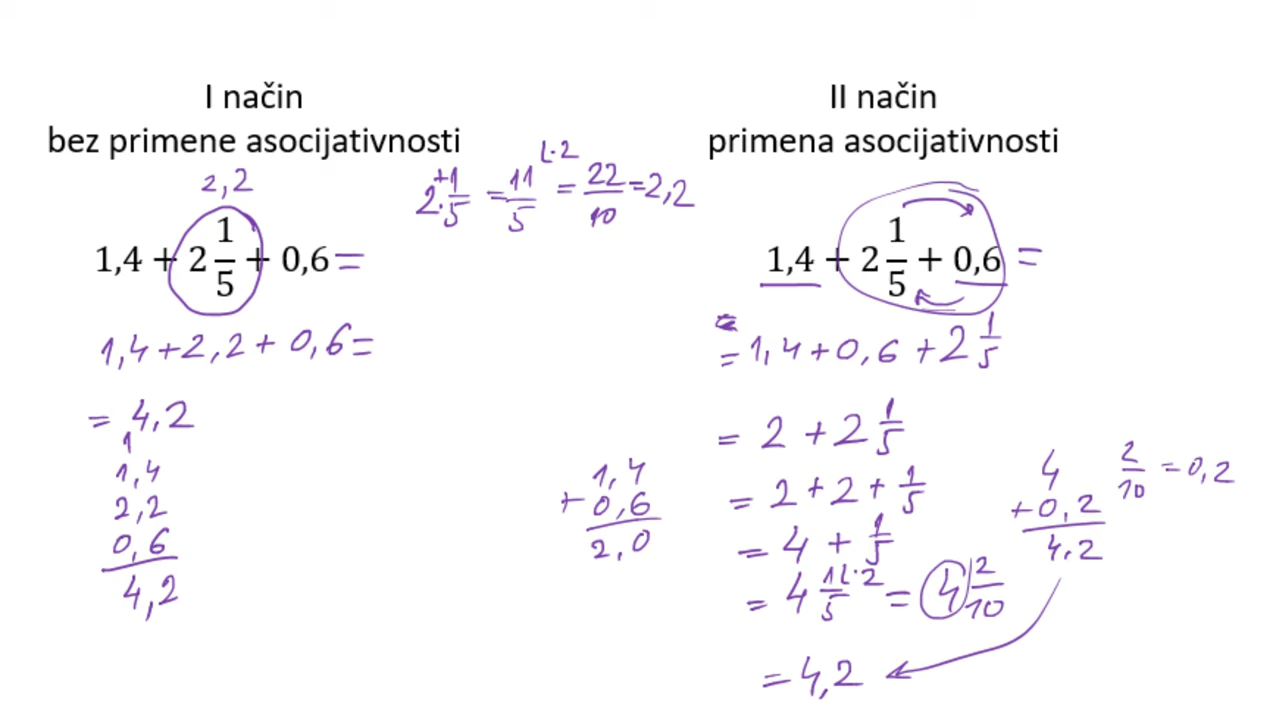 I način
bez primene asocijativnosti
2,2
1,4 + 2 1/5 + 0,6 =
2 · +1/5 = 11/5 ⌊·2 = 22/10 = 2,2
1,4 + 2,2 + 0,6 =
= 4,2
1
1,4
2,2
0,6
4,2
II način
primena asocijativnosti
1,4 + 2 1/5 + 0,6 =
= 1,4 + 0,6 + 2 1/5
= 2 + 2 1/5
= 2 + 2 + 1/5
= 4 + 1/5
= 4 1/5 ⌊·2 = 4 2/10
= 4,2
1,4
+ 0,6
2,0
4
+ 0,2
4,2
2/10 = 0,2